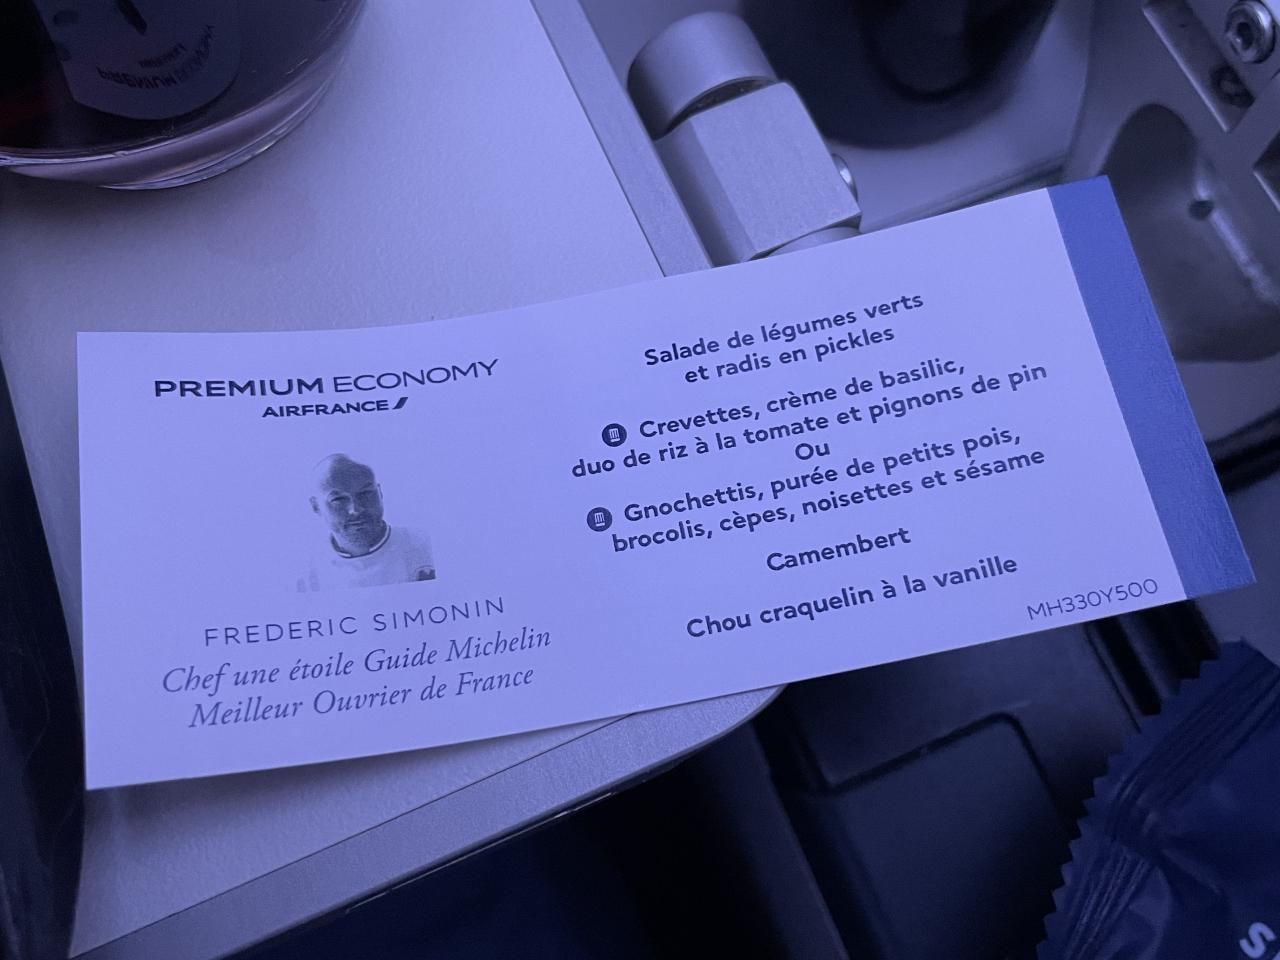 PREMIUM ECONOMY
AIRFRANCE
FREDERIC SIMONIN
Chef une étoile Guide Michelin
Meilleur Ouvrier de France
Salade de légumes verts
et radis en pickles
Crevettes, crème de basilic,
duo de riz à la tomate et pignons de pin
Ou
Gnochettis, purée de petits pois,
brocolis, cèpes, noisettes et sésame
Camembert
Chou craquelin à la vanille
MH330Y500